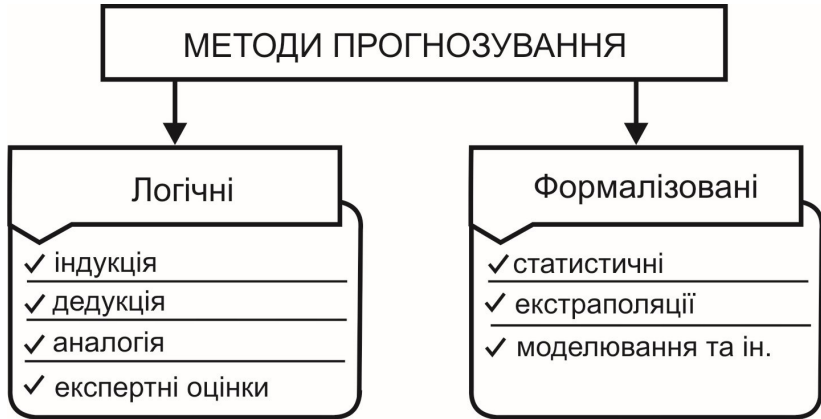 МЕТОДИ ПРОГНОЗУВАННЯ
Логічні
індукція
дедукція
аналогія
експертні оцінки
Формалізовані
статистичні
екстраполяції
моделювання та ін.